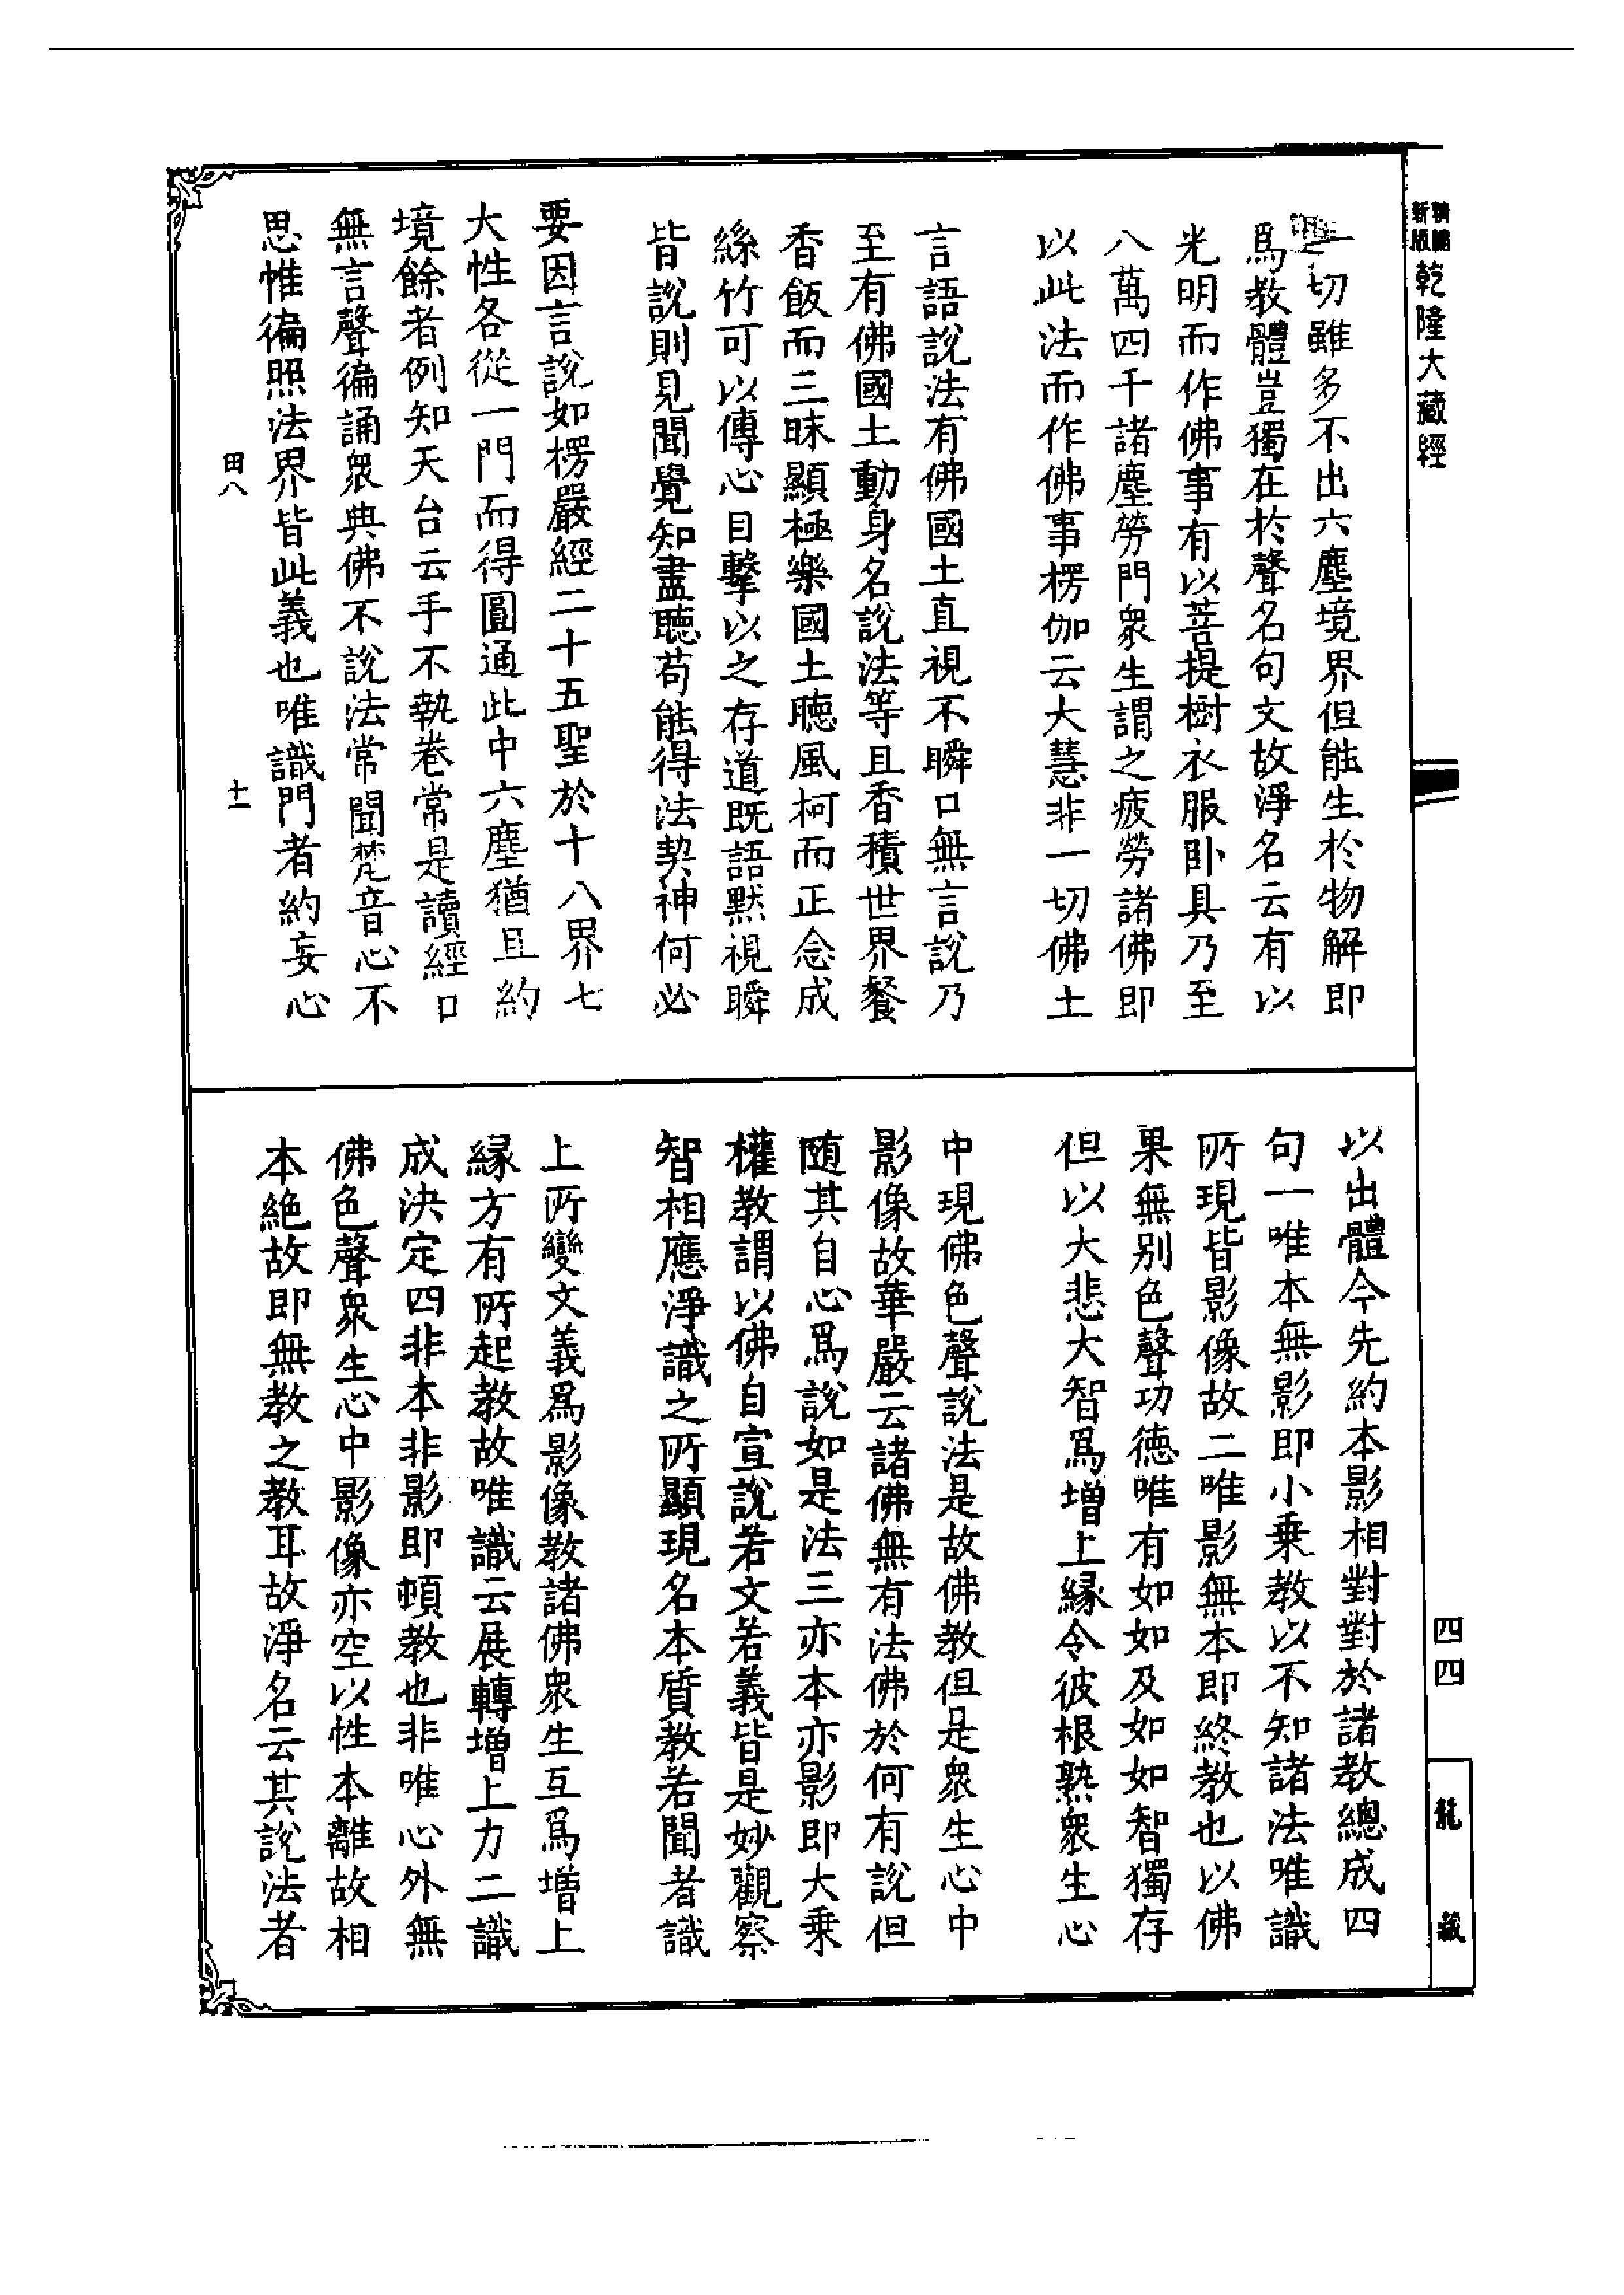 新版
精縮
乾隆大藏經
一切雖多不出六塵境界但能生於物解即
爲教體豈獨在於聲名句文故淨名云有以
光明而作佛事有以菩提樹衣服卧具乃至
八萬四千諸塵勞門衆生謂之疲勞諸佛即
以此法而作佛事楞伽云大慧非一切佛土
言語說法有佛國土直視不瞬口無言說乃
至有佛國土動身名說法等且香積世界餐
香飯而三昧顯極樂國土聽風柯而正念成
絲竹可以傳心目擊以之存道既語默視瞬
皆說則見聞覺知盡聽苟能得法契神何必
要因言說如楞嚴經二十五聖於十八界七
大性各從一門而得圓通此中六塵猶且約
境餘者例知天台云手不執卷常是讀經口
無言聲徧誦衆典佛不說法常聞梵音心不
思惟徧照法界皆此義也唯識門者約妄心
田八
十一
以出體今先約本影相對對於諸教總成四
句一唯本無影即小乗教以不知諸法唯識
所現皆影像故二唯影無本即終教也以佛
果無别色聲功德唯有如如及如如智獨存
但以大悲大智爲增上緣令彼根熟衆生心
中現佛色聲說法是故佛教但是衆生心中
影像故華嚴云諸佛無有法佛於何有說但
随其自心爲說如是法三亦本亦影即大乗
權教謂以佛自宣說若文若義皆是妙觀察
智相應淨識之所顯現名本質教若聞者識
上所變文義爲影像教諸佛衆生互爲增上
緣方有所起教故唯識云展轉增上力二識
成決定四非本非影即頓教也非唯心外無
佛色聲衆生心中影像亦空以性本離故相
本絶故即無教之教耳故淨名云其說法者
四四
龍藏